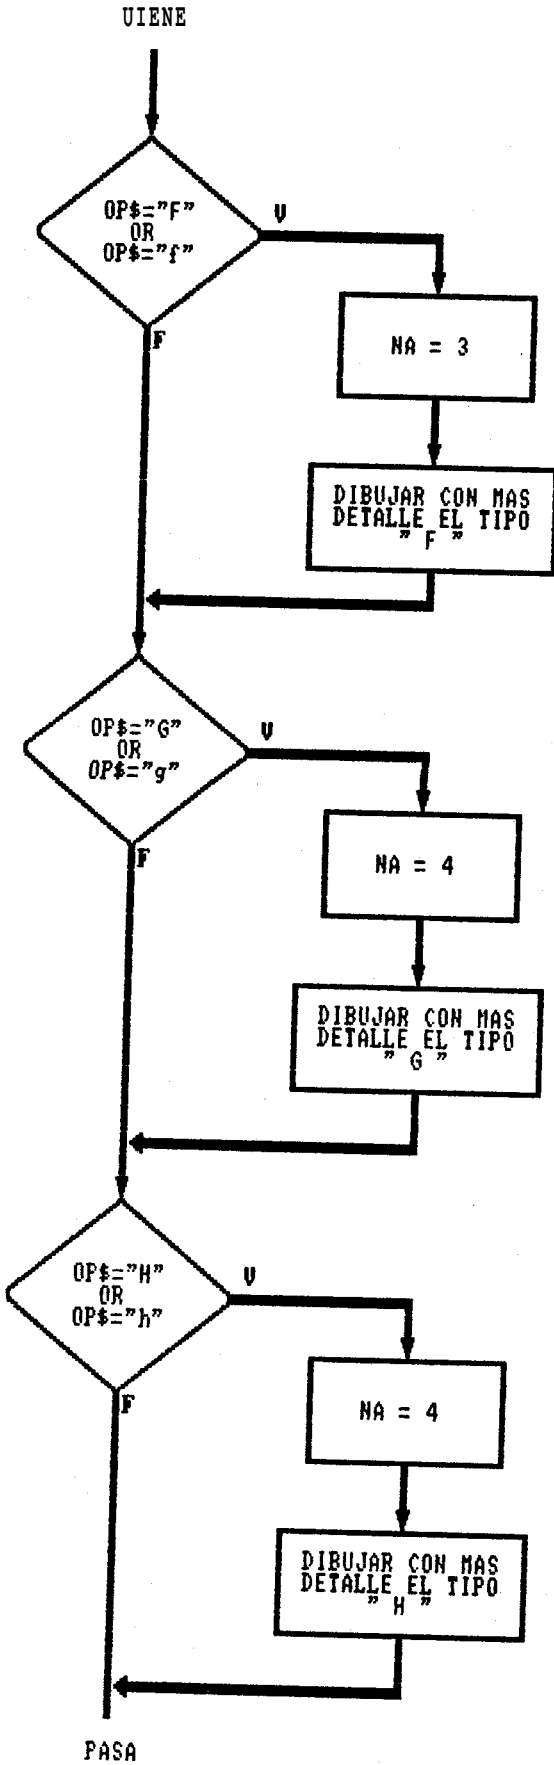 VIENE
OP$="F"
OR
OP$="f"
V
F
NA = 3
DIBUJAR CON MAS
DETALLE EL TIPO
" F "
OP$="G"
OR
OP$="g"
V
F
NA = 4
DIBUJAR CON MAS
DETALLE EL TIPO
" G "
OP$="H"
OR
OP$="h"
V
F
NA = 4
DIBUJAR CON MAS
DETALLE EL TIPO
" H "
PASA